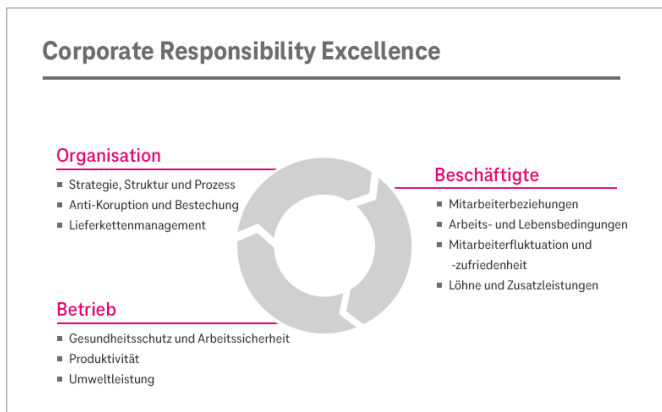 Corporate Responsibility Excellence
Organisation
Strategie, Struktur und Prozess
Anti-Koruption und Bestechung
Lieferkettenmanagement
Beschäftigte
Mitarbeiterbeziehungen
Arbeits- und Lebensbedingungen
Mitarbeiterfluktuation und
-zufriedenheit
Löhne und Zusatzleistungen
Betrieb
Gesundheitsschutz und Arbeitssicherheit
Produktivität
Umweltleistung